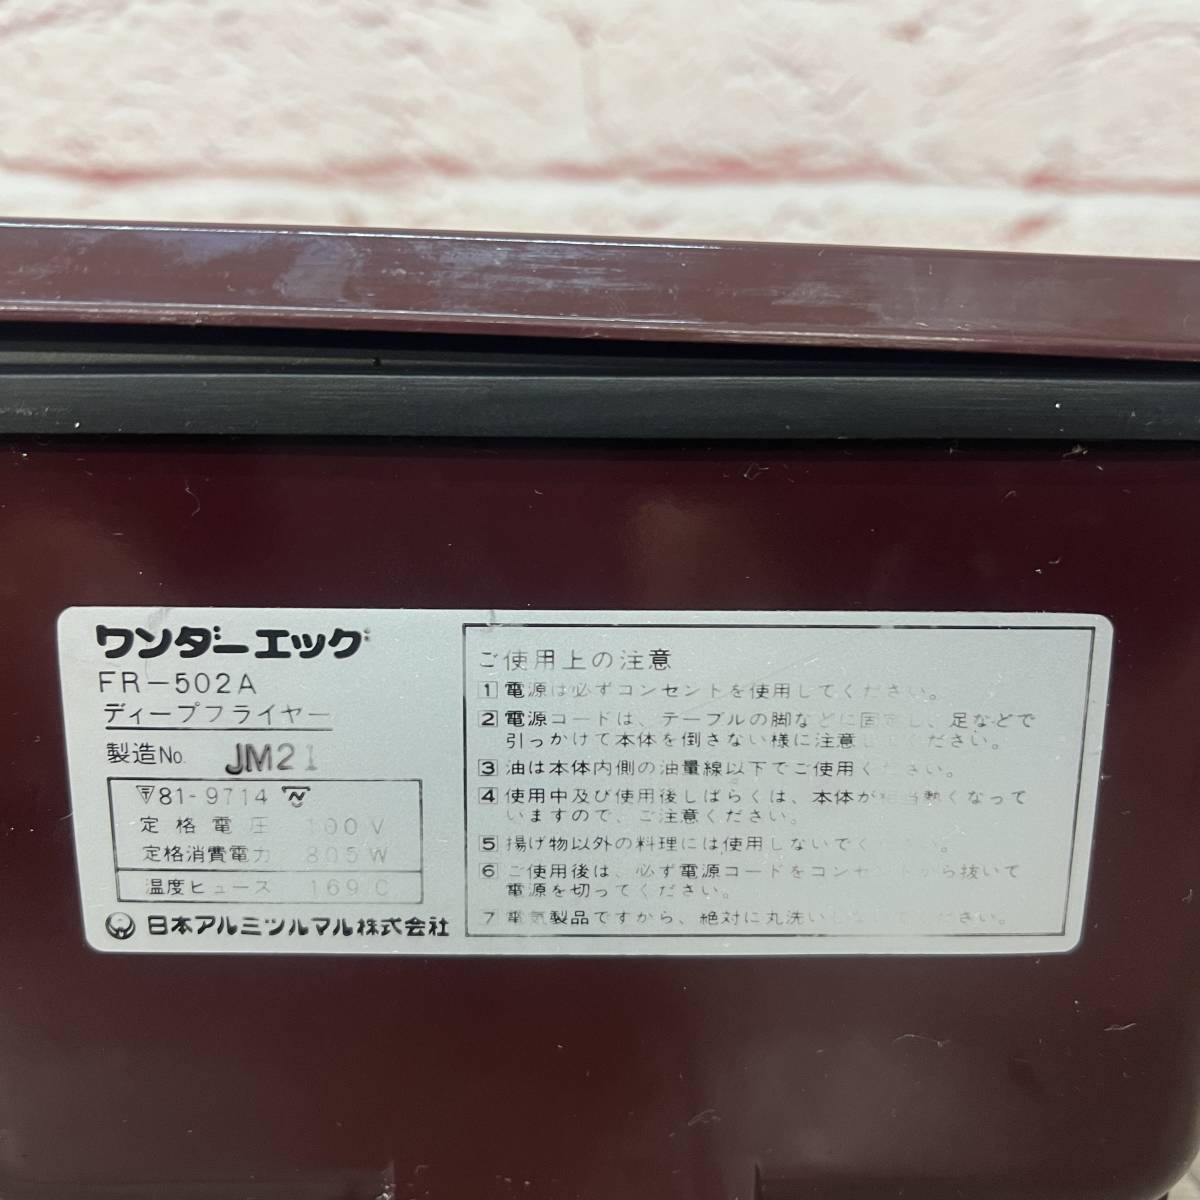 ワンダーエッグ
FR-502A
ディープフライヤー
製造No. JM21
81-9714
定格電圧 100V
定格消費電力 805W
温度ヒューズ 169℃
日本アルミツルマル株式会社
ご使用上の注意
1 電源は必ずコンセントを使用してください。
2 電源コードは、テーブルの脚などに固定し、足などで
引っかけて本体を倒さない様に注意してください。
3 油は本体内側の油量線以下でご使用ください。
4 使用中及び使用後しばらくは、本体が相当熱くなって
いますので、ご注意ください。
5 揚げ物以外の料理には使用しないでください。
6 ご使用後は、必ず電源コードをコンセントから抜いて
電源を切ってください。
7 電気製品ですから、絶対に丸洗いしないでください。